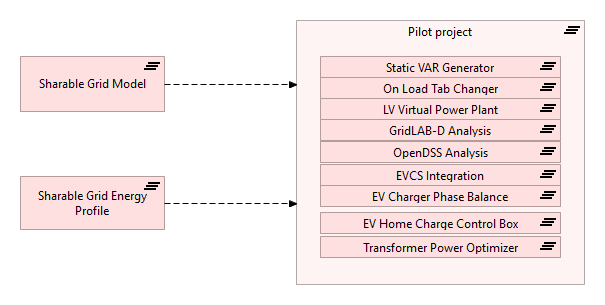 Pilot project
Sharable Grid Model
Sharable Grid Energy
Profile
Static VAR Generator
On Load Tab Changer
LV Virtual Power Plant
GridLAB-D Analysis
OpenDSS Analysis
EVCS Integration
EV Charger Phase Balance
EV Home Charge Control Box
Transformer Power Optimizer